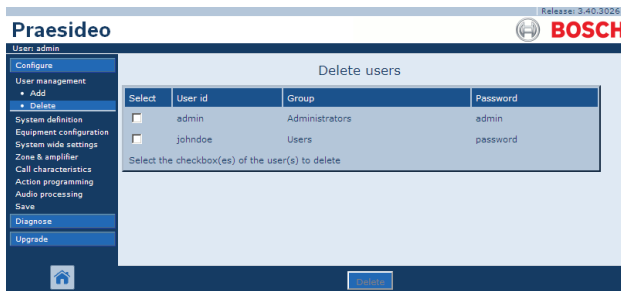 Release: 3.40.3026
Praesideo
BOSCH
User: admin
Configure
User management
• Add
• Delete
System definition
Equipment configuration
System wide settings
Zone & amplifier
Call characteristics
Action programming
Audio processing
Save
Diagnose
Upgrade
Delete users
Select User id Group Password
admin Administrators admin
johndoe Users password
Select the checkbox(es) of the user(s) to delete
Delete